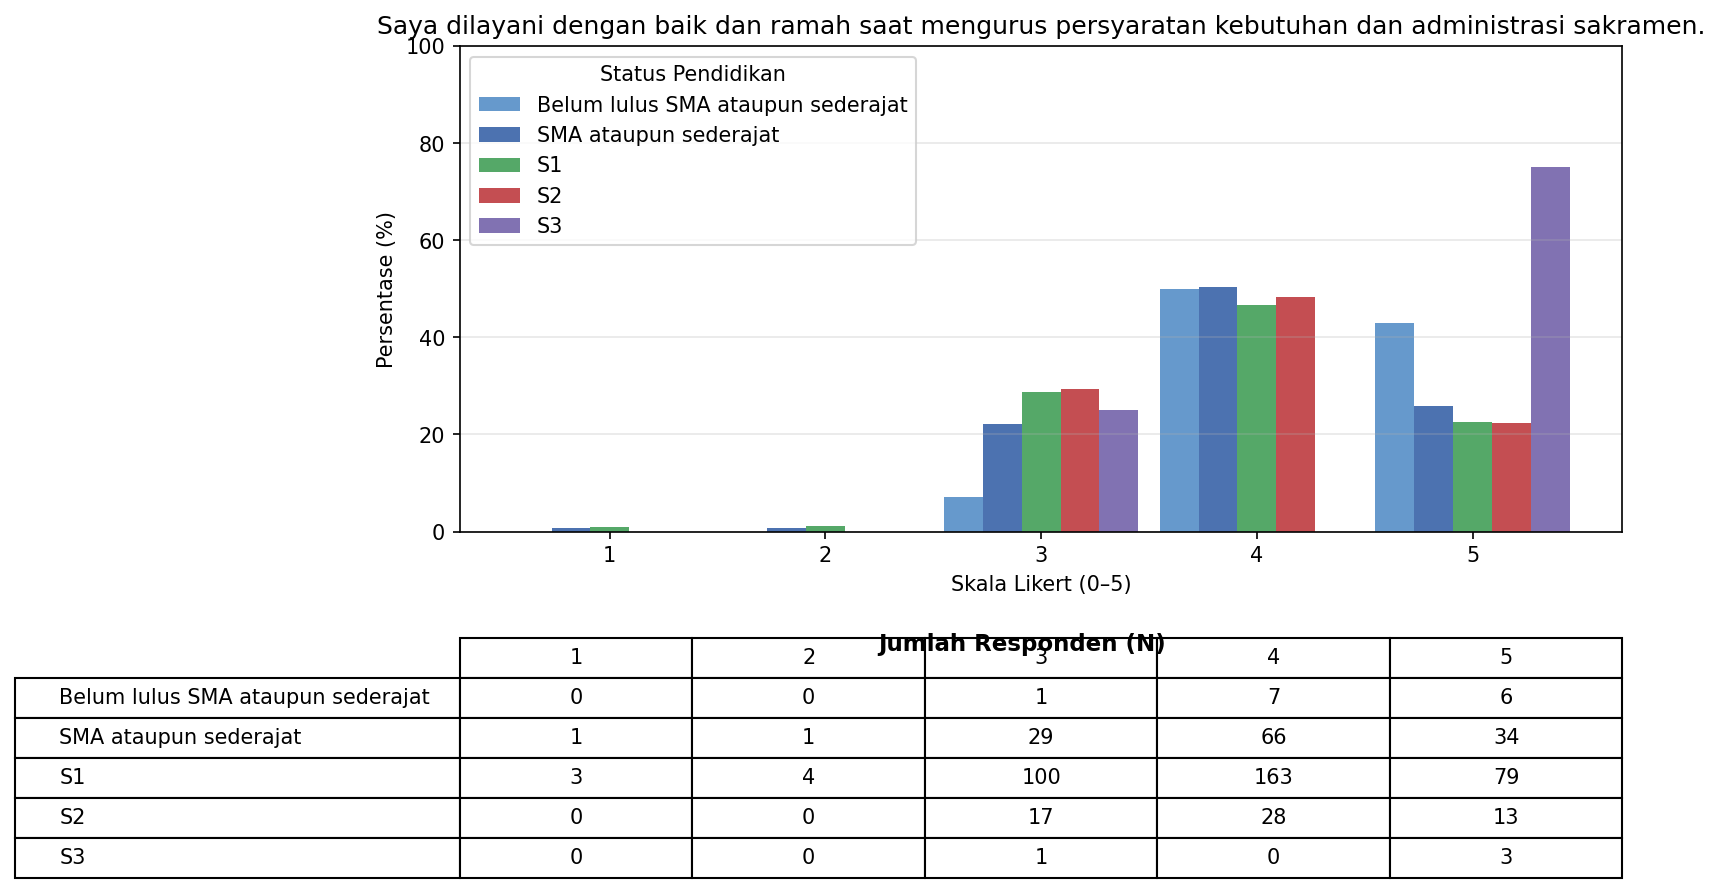 Saya dilayani dengan baik dan ramah saat mengurus persyaratan kebutuhan dan administrasi sakramen.
Persentase (%)
100
80
60
40
20
0
Status Pendidikan
Belum lulus SMA ataupun sederajat
SMA ataupun sederajat
S1
S2
S3
1 2 3 4 5
Skala Likert (0–5)
Jumlah Responden (N)
1 2 3 4 5
Belum lulus SMA ataupun sederajat 0 0 1 7 6
SMA ataupun sederajat 1 1 29 66 34
S1 3 4 100 163 79
S2 0 0 17 28 13
S3 0 0 1 0 3